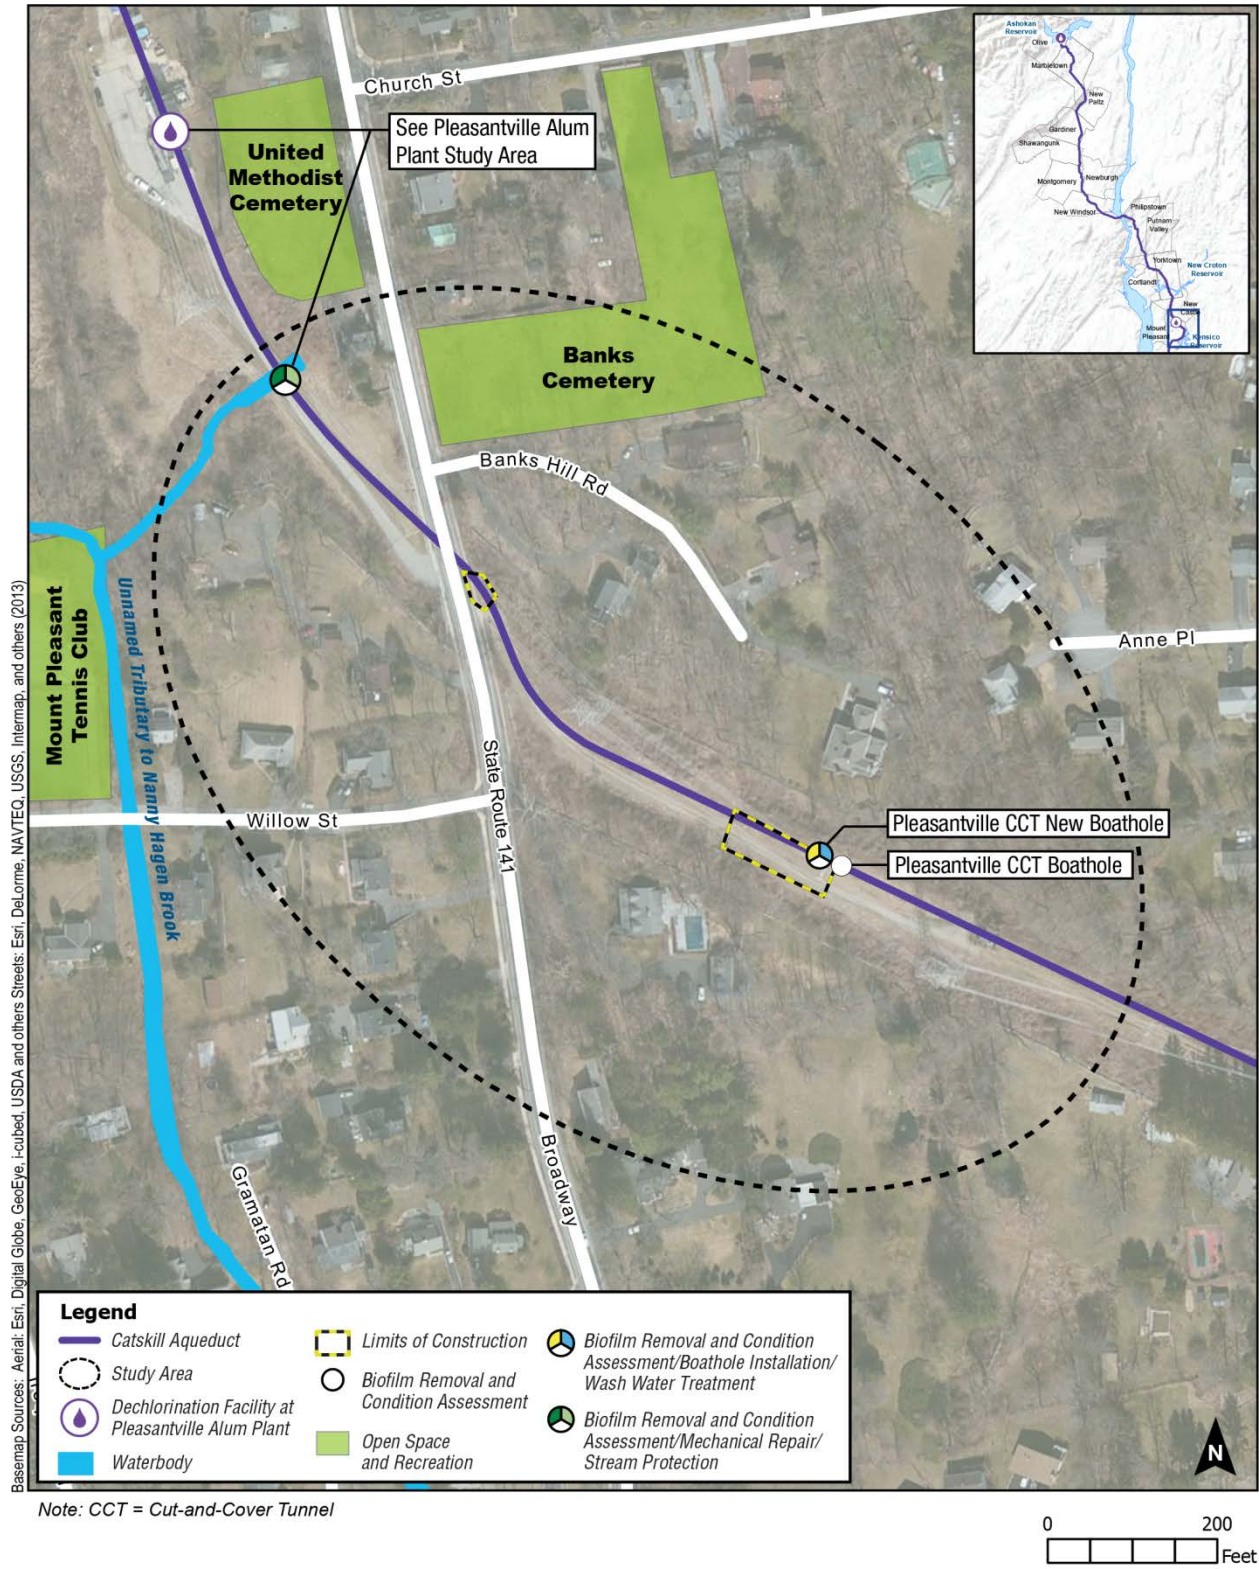 Church St
See Pleasantville Alum
Plant Study Area
United
Methodist
Cemetery
Banks
Cemetery
Banks Hill Rd
Anne Pl
Mount Pleasant
Tennis Club
Unnamed Tributary to Nanny Hagen Brook
State Route 141
Willow St
Pleasantville CCT New Boathole
Pleasantville CCT Boathole
Broadway
Gramatan Rd
Ashokan
Reservoir
Olive
Marbletown
New
Paltz
Gardiner
Shawangunk
Montgomery
Newburgh
New Windsor
Philipstown
Putnam
Valley
Yorktown
New Croton
Reservoir
Cortlandt
New
Mount
Pleasant
Kensico
Reservoir
Basemap Sources: Aerial: Esri, Digital Globe, GeoEye, i-cubed, USDA and others Streets: Esri, DeLorme, NAVTEQ, USGS, Intermap, and others (2013)
Legend
Catskill Aqueduct
Study Area
Dechlorination Facility at
Pleasantville Alum Plant
Waterbody
Limits of Construction
Biofilm Removal and
Condition Assessment
Open Space
and Recreation
Biofilm Removal and Condition
Assessment/Boathole Installation/
Wash Water Treatment
Biofilm Removal and Condition
Assessment/Mechanical Repair/
Stream Protection
N
Note: CCT = Cut-and-Cover Tunnel
0 200
Feet